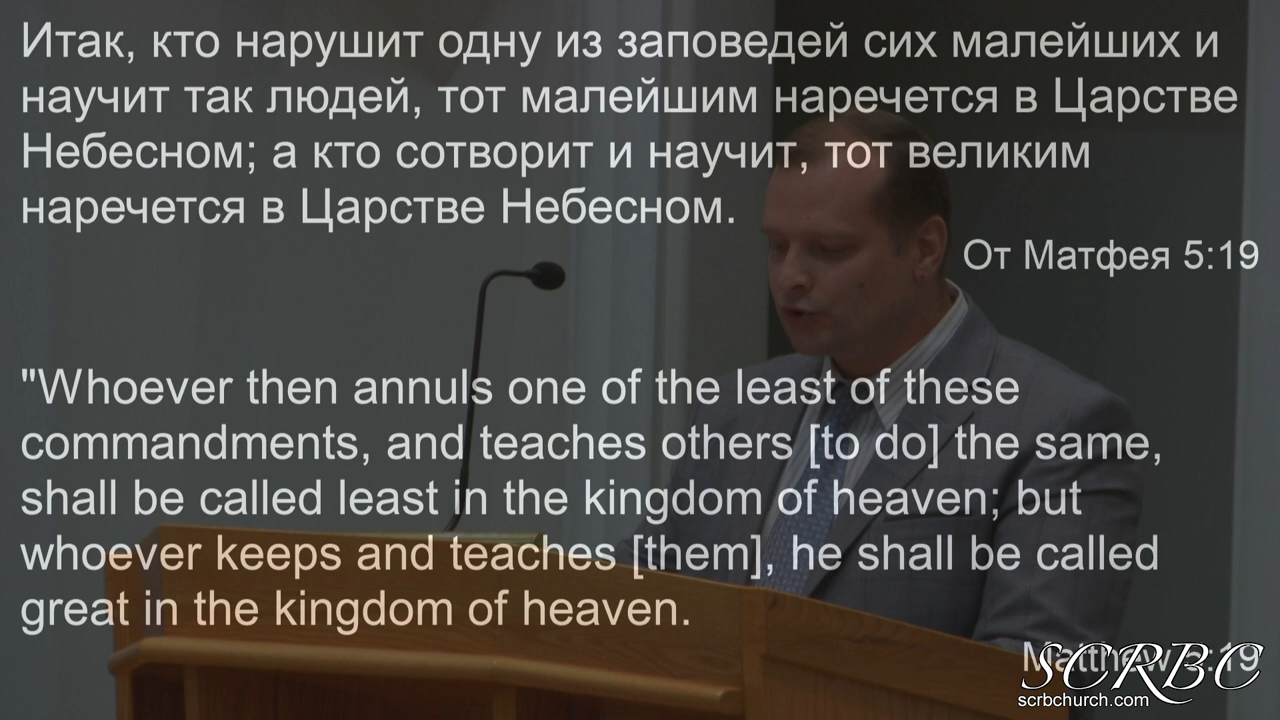 Итак, кто нарушит одну из заповедей сих малейших и
научит так людей, тот малейшим наречется в Царстве
Небесном; а кто сотворит и научит, тот великим
наречется в Царстве Небесном.
От Матфея 5:19
"Whoever then annuls one of the least of these
commandments, and teaches others [to do] the same,
shall be called least in the kingdom of heaven; but
whoever keeps and teaches [them], he shall be called
great in the kingdom of heaven.
Matthew 5:19
SCRBC
scrbchurch.com